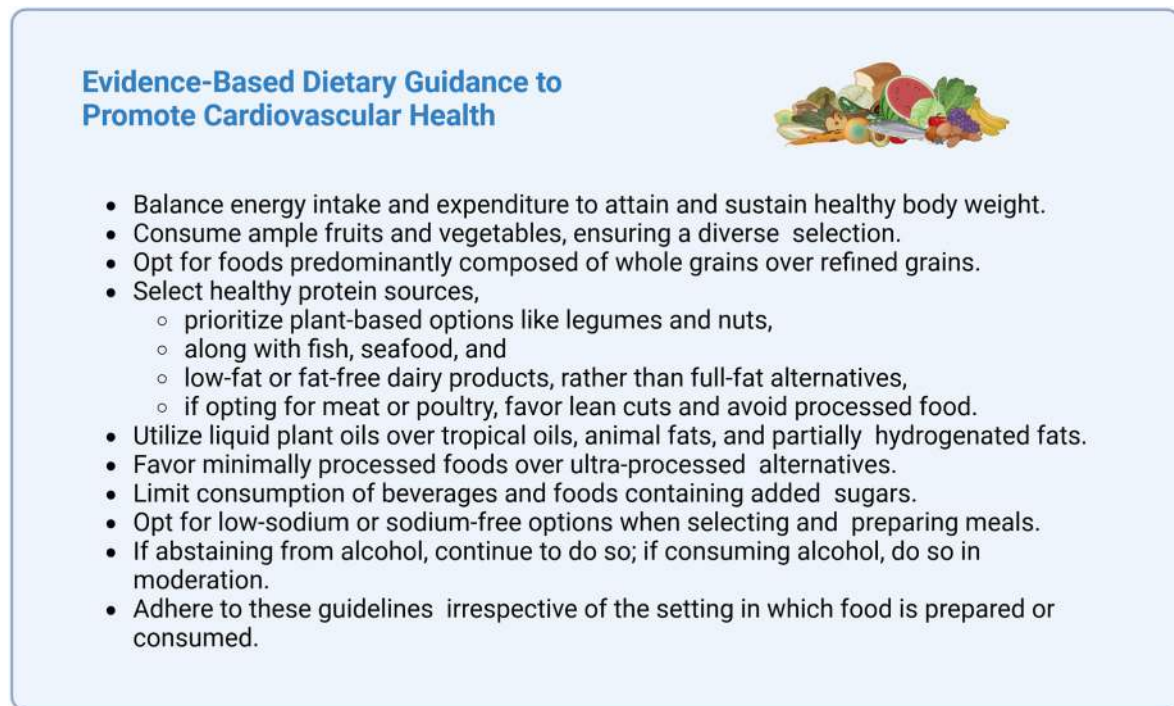 Evidence-Based Dietary Guidance to
Promote Cardiovascular Health
• Balance energy intake and expenditure to attain and sustain healthy body weight.
• Consume ample fruits and vegetables, ensuring a diverse selection.
• Opt for foods predominantly composed of whole grains over refined grains.
• Select healthy protein sources,
◦ prioritize plant-based options like legumes and nuts,
◦ along with fish, seafood, and
◦ low-fat or fat-free dairy products, rather than full-fat alternatives,
◦ if opting for meat or poultry, favor lean cuts and avoid processed food.
• Utilize liquid plant oils over tropical oils, animal fats, and partially hydrogenated fats.
• Favor minimally processed foods over ultra-processed alternatives.
• Limit consumption of beverages and foods containing added sugars.
• Opt for low-sodium or sodium-free options when selecting and preparing meals.
• If abstaining from alcohol, continue to do so; if consuming alcohol, do so in
moderation.
• Adhere to these guidelines irrespective of the setting in which food is prepared or
consumed.